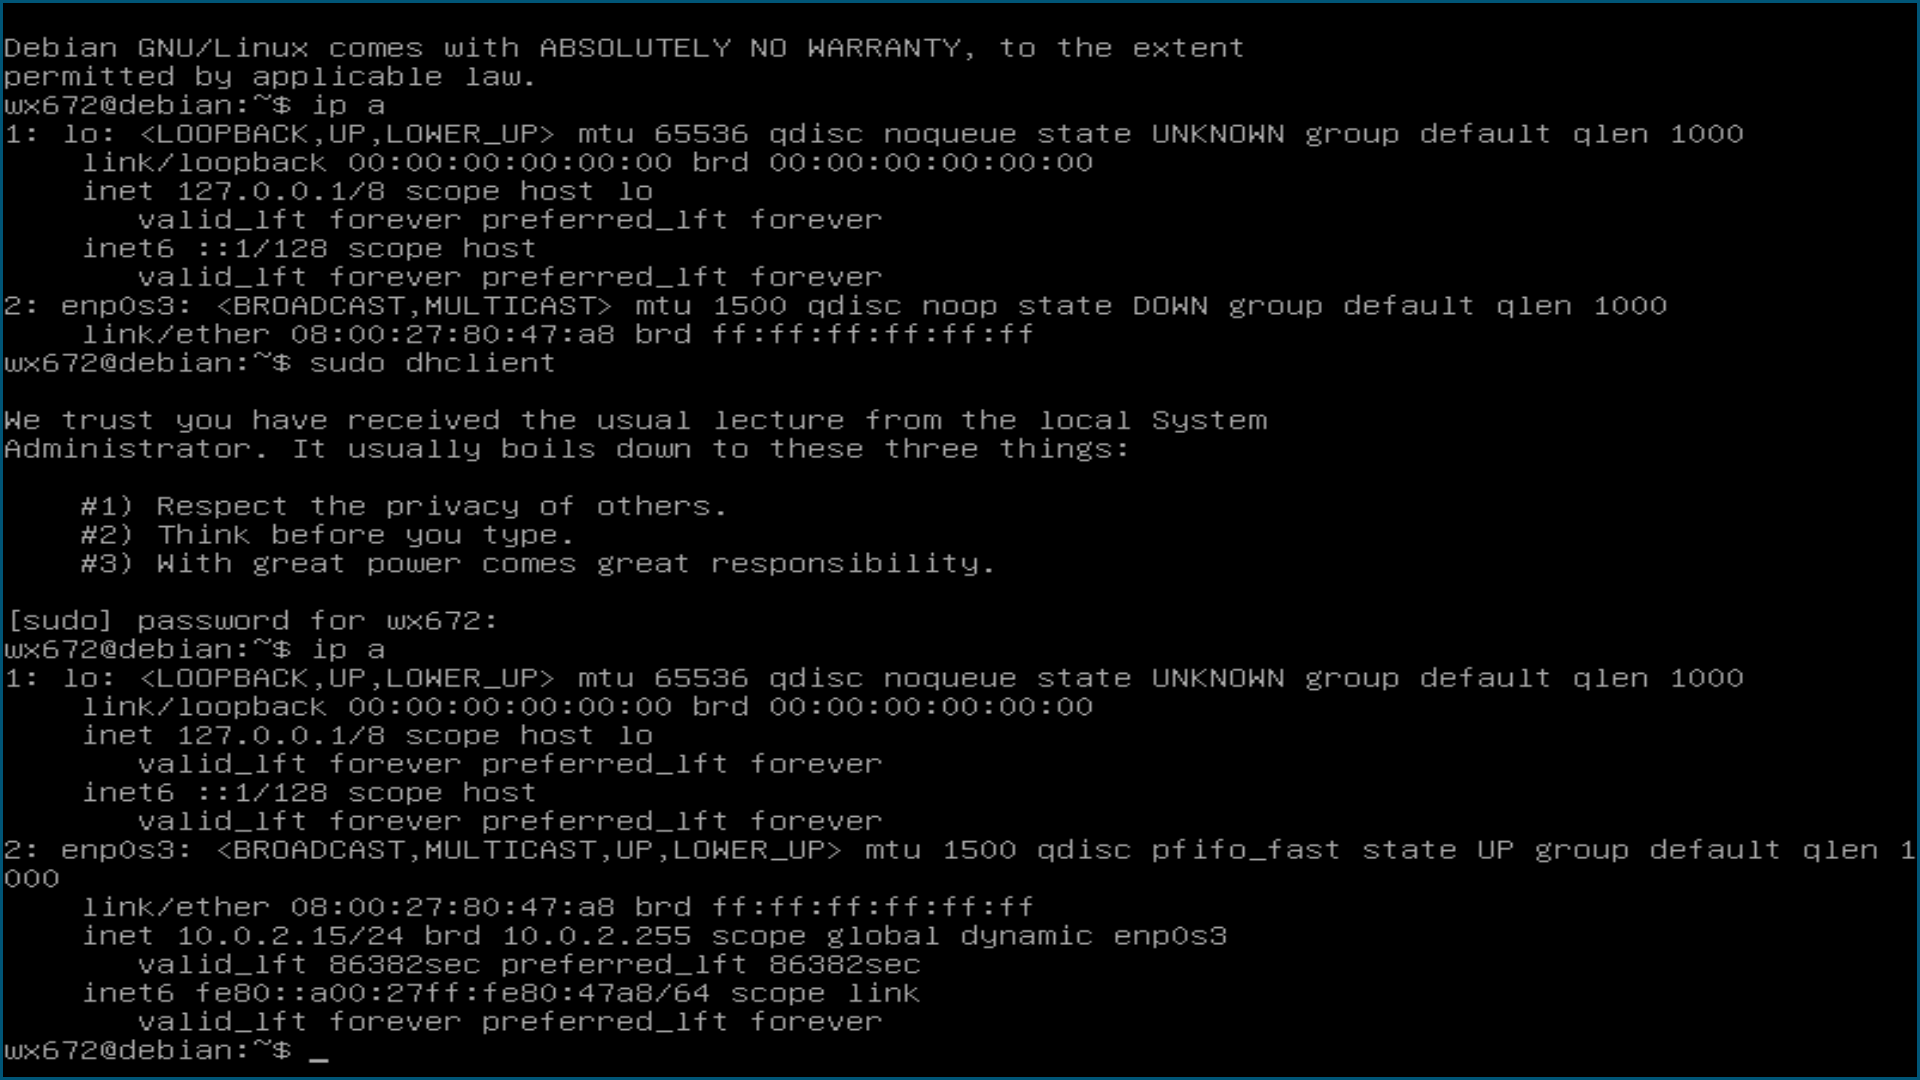 Debian GNU/Linux comes with ABSOLUTELY NO WARRANTY, to the extent
permitted by applicable law.
wx672@debian:~$ ip a
1: lo: <LOOPBACK,UP,LOWER_UP> mtu 65536 qdisc noqueue state UNKNOWN group default qlen 1000
    link/loopback 00:00:00:00:00:00 brd 00:00:00:00:00:00
    inet 127.0.0.1/8 scope host lo
       valid_lft forever preferred_lft forever
    inet6 ::1/128 scope host
       valid_lft forever preferred_lft forever
2: enp0s3: <BROADCAST,MULTICAST> mtu 1500 qdisc noop state DOWN group default qlen 1000
    link/ether 08:00:27:80:47:a8 brd ff:ff:ff:ff:ff:ff
wx672@debian:~$ sudo dhclient

We trust you have received the usual lecture from the local System
Administrator. It usually boils down to these three things:

    #1) Respect the privacy of others.
    #2) Think before you type.
    #3) With great power comes great responsibility.

[sudo] password for wx672:
wx672@debian:~$ ip a
1: lo: <LOOPBACK,UP,LOWER_UP> mtu 65536 qdisc noqueue state UNKNOWN group default qlen 1000
    link/loopback 00:00:00:00:00:00 brd 00:00:00:00:00:00
    inet 127.0.0.1/8 scope host lo
       valid_lft forever preferred_lft forever
    inet6 ::1/128 scope host
       valid_lft forever preferred_lft forever
2: enp0s3: <BROADCAST,MULTICAST,UP,LOWER_UP> mtu 1500 qdisc pfifo_fast state UP group default qlen 1
000
    link/ether 08:00:27:80:47:a8 brd ff:ff:ff:ff:ff:ff
    inet 10.0.2.15/24 brd 10.0.2.255 scope global dynamic enp0s3
       valid_lft 86382sec preferred_lft 86382sec
    inet6 fe80::a00:27ff:fe80:47a8/64 scope link
       valid_lft forever preferred_lft forever
wx672@debian:~$ _